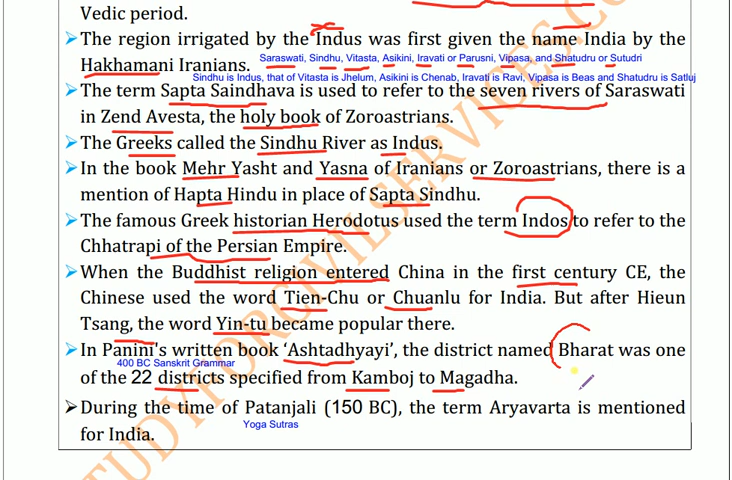 Vedic period.
➤ The region irrigated by the Indus was first given the name India by the
Hakhamani Iranians.
Saraswati, Sindhu, Vitasta, Asikini, Iravati or Parusni, Vipasa, and Shatudru or Sutudri
Sindhu is Indus, that of Vitasta is Jhelum, Asikini is Chenab, Iravati is Ravi, Vipasa is Beas and Shatudru is Satluj
➤ The term Sapta Saindhava is used to refer to the seven rivers of Saraswati
in Zend Avesta, the holy book of Zoroastrians.
➤ The Greeks called the Sindhu River as Indus.
➤ In the book Mehr Yasht and Yasna of Iranians or Zoroastrians, there is a
mention of Hapta Hindu in place of Sapta Sindhu.
➤ The famous Greek historian Herodotus used the term Indos to refer to the
Chhatrapi of the Persian Empire.
➤ When the Buddhist religion entered China in the first century CE, the
Chinese used the word Tien-Chu or Chuanlu for India. But after Hieun
Tsang, the word Yin-tu became popular there.
➤ In Panini's written book ‘Ashtadhyayi’, the district named Bharat was one
400 BC Sanskrit Grammar
of the 22 districts specified from Kamboj to Magadha.
➤ During the time of Patanjali (150 BC), the term Aryavarta is mentioned
Yoga Sutras
for India.
STUDYFORCIVILSERVICES.COM